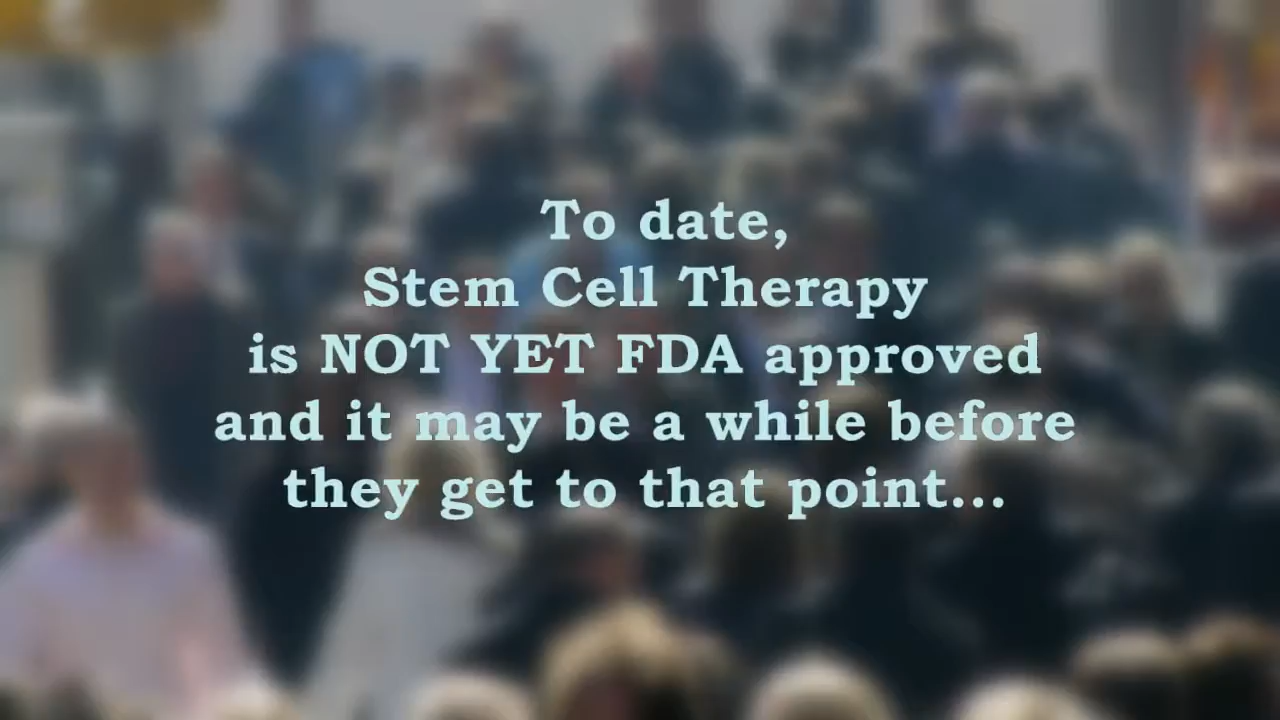 To date,
Stem Cell Therapy
is NOT YET FDA approved
and it may be a while before
they get to that point...